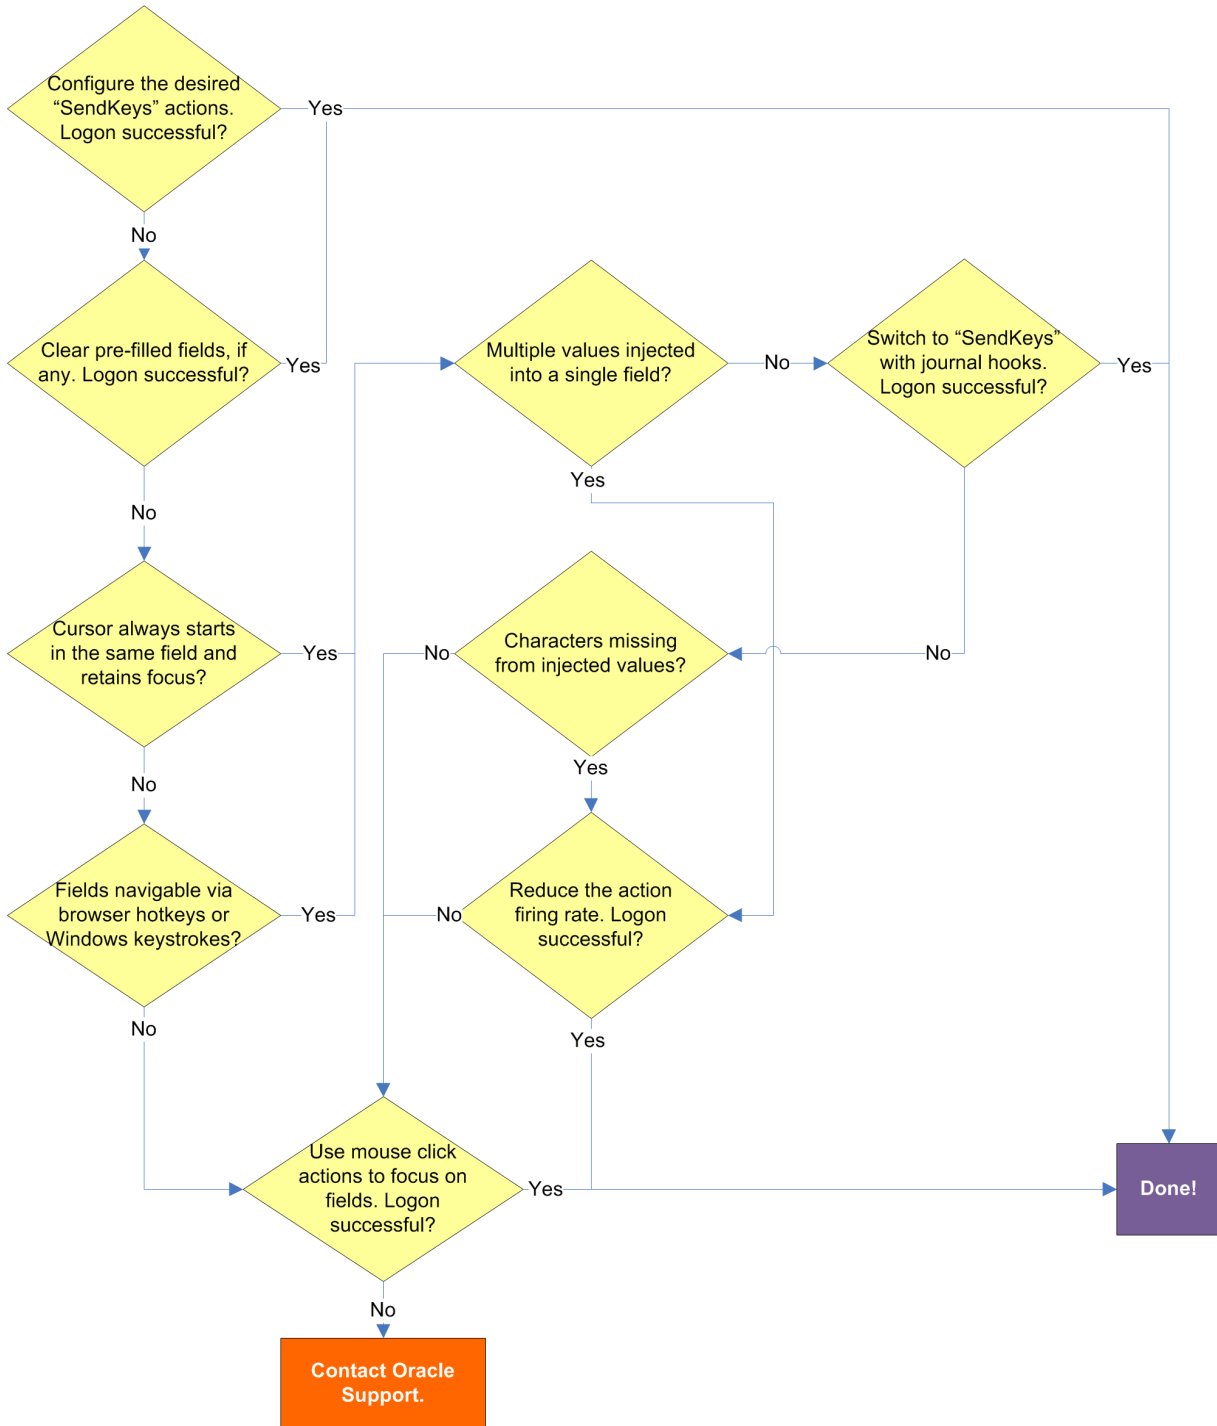 Configure the desired
“SendKeys” actions.
Logon successful?
Yes
No
Clear pre-filled fields, if
any. Logon successful?
Yes
Multiple values injected
into a single field?
No
Switch to “SendKeys”
with journal hooks.
Logon successful?
Yes
Yes
No
Cursor always starts
in the same field and
retains focus?
Yes
No
Characters missing
from injected values?
No
Yes
No
Fields navigable via
browser hotkeys or
Windows keystrokes?
Yes
No
Reduce the action
firing rate. Logon
successful?
No
Yes
Use mouse click
actions to focus on
fields. Logon
successful?
Yes
Done!
No
Contact Oracle
Support.